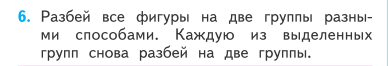 6. Разбей все фигуры на две группы разны-
ми способами. Каждую из выделенных
групп снова разбей на две группы.